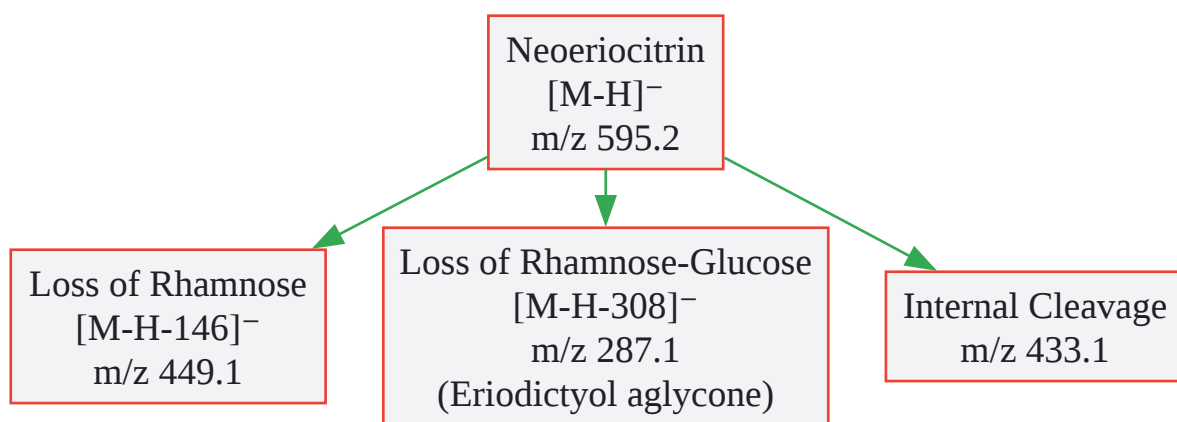 Neoeriocitrin
[M-H]⁻
m/z 595.2
Loss of Rhamnose
[M-H-146]⁻
m/z 449.1
Loss of Rhamnose-Glucose
[M-H-308]⁻
m/z 287.1
(Eriodictyol aglycone)
Internal Cleavage
m/z 433.1